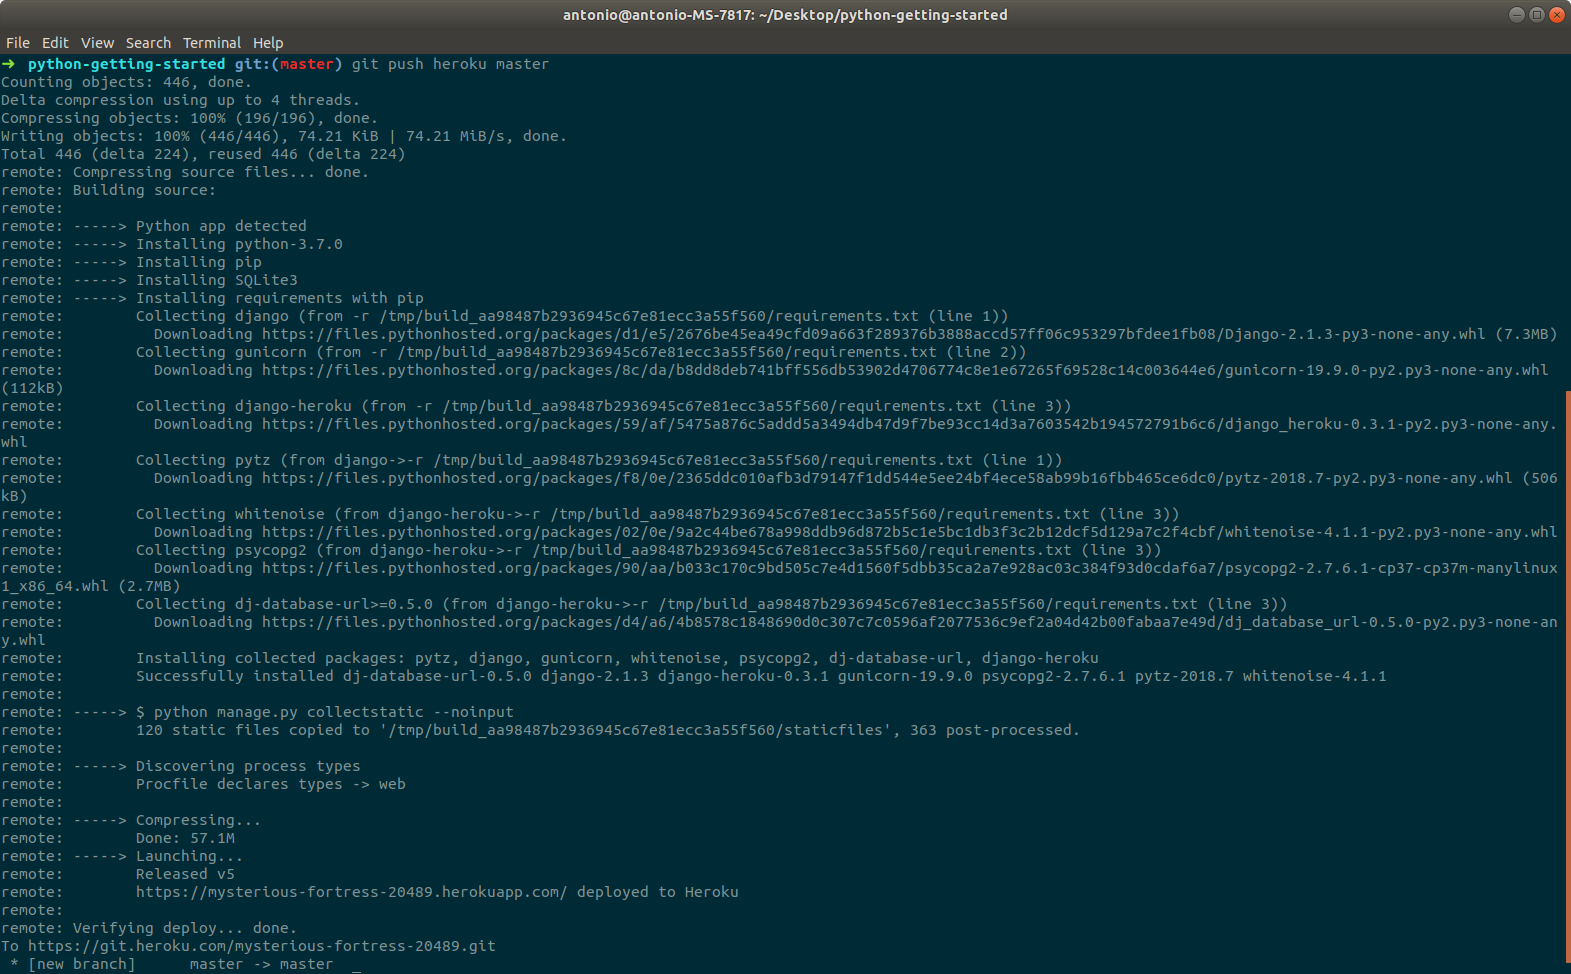 antonio@antonio-MS-7817: ~/Desktop/python-getting-started
File Edit View Search Terminal Help
➜  python-getting-started git:(master) git push heroku master
Counting objects: 446, done.
Delta compression using up to 4 threads.
Compressing objects: 100% (196/196), done.
Writing objects: 100% (446/446), 74.21 KiB | 74.21 MiB/s, done.
Total 446 (delta 224), reused 446 (delta 224)
remote: Compressing source files... done.
remote: Building source:
remote:
remote: -----> Python app detected
remote: -----> Installing python-3.7.0
remote: -----> Installing pip
remote: -----> Installing SQLite3
remote: -----> Installing requirements with pip
remote:        Collecting django (from -r /tmp/build_aa98487b2936945c67e81ecc3a55f560/requirements.txt (line 1))
remote:          Downloading https://files.pythonhosted.org/packages/d1/e5/2676be45ea49cfd09a663f289376b3888accd57ff06c953297bfdee1fb08/Django-2.1.3-py3-none-any.whl (7.3MB)
remote:        Collecting gunicorn (from -r /tmp/build_aa98487b2936945c67e81ecc3a55f560/requirements.txt (line 2))
remote:          Downloading https://files.pythonhosted.org/packages/8c/da/b8dd8deb741bff556db53902d4706774c8e1e67265f69528c14c003644e6/gunicorn-19.9.0-py2.py3-none-any.whl
(112kB)
remote:        Collecting django-heroku (from -r /tmp/build_aa98487b2936945c67e81ecc3a55f560/requirements.txt (line 3))
remote:          Downloading https://files.pythonhosted.org/packages/59/af/5475a876c5addd5a3494db47d9f7be93cc14d3a7603542b194572791b6c6/django_heroku-0.3.1-py2.py3-none-any.
whl
remote:        Collecting pytz (from django->-r /tmp/build_aa98487b2936945c67e81ecc3a55f560/requirements.txt (line 1))
remote:          Downloading https://files.pythonhosted.org/packages/f8/0e/2365ddc010afb3d79147f1dd544e5ee24bf4ece58ab99b16fbb465ce6dc0/pytz-2018.7-py2.py3-none-any.whl (506
kB)
remote:        Collecting whitenoise (from django-heroku->-r /tmp/build_aa98487b2936945c67e81ecc3a55f560/requirements.txt (line 3))
remote:          Downloading https://files.pythonhosted.org/packages/02/0e/9a2c44be678a998ddb96d872b5c1e5bc1db3f3c2b12dcf5d129a7c2f4cbf/whitenoise-4.1.1-py2.py3-none-any.whl
remote:        Collecting psycopg2 (from django-heroku->-r /tmp/build_aa98487b2936945c67e81ecc3a55f560/requirements.txt (line 3))
remote:          Downloading https://files.pythonhosted.org/packages/90/aa/b033c170c9bd505c7e4d1560f5dbb35ca2a7e928ac03c384f93d0cdaf6a7/psycopg2-2.7.6.1-cp37-cp37m-manylinux
1_x86_64.whl (2.7MB)
remote:        Collecting dj-database-url>=0.5.0 (from django-heroku->-r /tmp/build_aa98487b2936945c67e81ecc3a55f560/requirements.txt (line 3))
remote:          Downloading https://files.pythonhosted.org/packages/d4/a6/4b8578c1848690d0c307c7c0596af2077536c9ef2a04d42b00fabaa7e49d/dj_database_url-0.5.0-py2.py3-none-an
y.whl
remote:        Installing collected packages: pytz, django, gunicorn, whitenoise, psycopg2, dj-database-url, django-heroku
remote:        Successfully installed dj-database-url-0.5.0 django-2.1.3 django-heroku-0.3.1 gunicorn-19.9.0 psycopg2-2.7.6.1 pytz-2018.7 whitenoise-4.1.1
remote:
remote: -----> $ python manage.py collectstatic --noinput
remote:        120 static files copied to '/tmp/build_aa98487b2936945c67e81ecc3a55f560/staticfiles', 363 post-processed.
remote:
remote: -----> Discovering process types
remote:        Procfile declares types -> web
remote:
remote: -----> Compressing...
remote:        Done: 57.1M
remote: -----> Launching...
remote:        Released v5
remote:        https://mysterious-fortress-20489.herokuapp.com/ deployed to Heroku
remote:
remote: Verifying deploy... done.
To https://git.heroku.com/mysterious-fortress-20489.git
 * [new branch]      master -> master